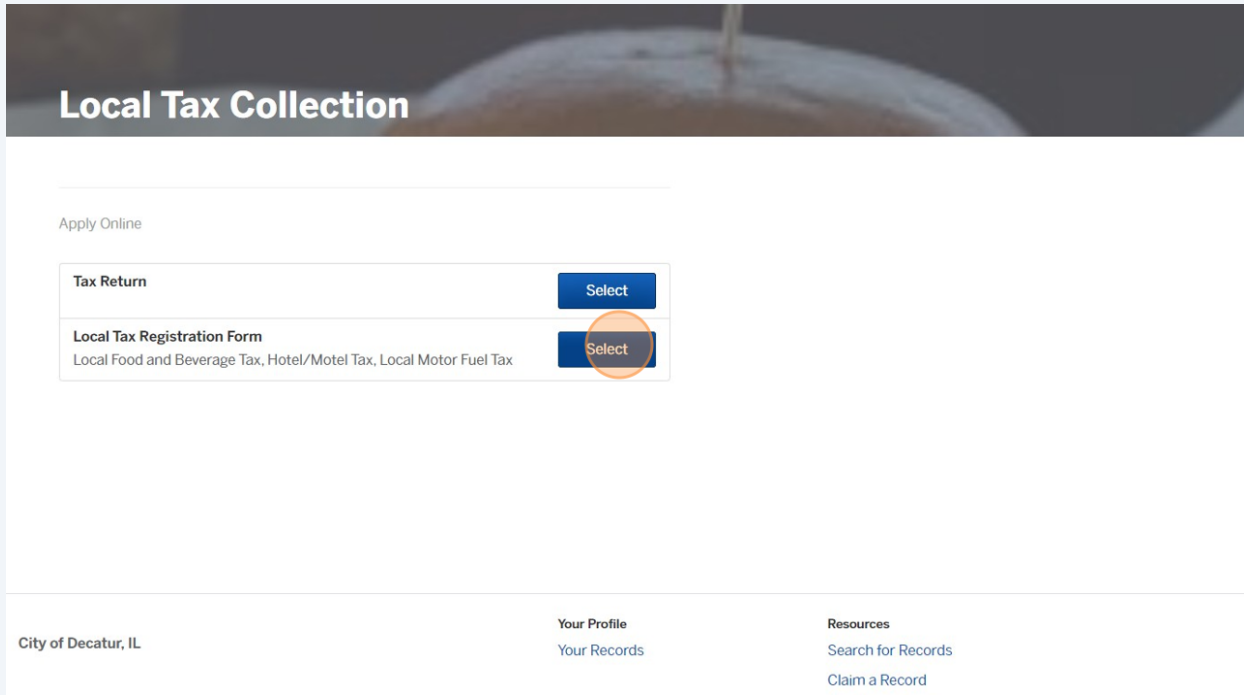 Local Tax Collection
Apply Online
Tax Return
Select
Local Tax Registration Form
Local Food and Beverage Tax, Hotel/Motel Tax, Local Motor Fuel Tax
Select
City of Decatur, IL
Your Profile
Your Records
Resources
Search for Records
Claim a Record